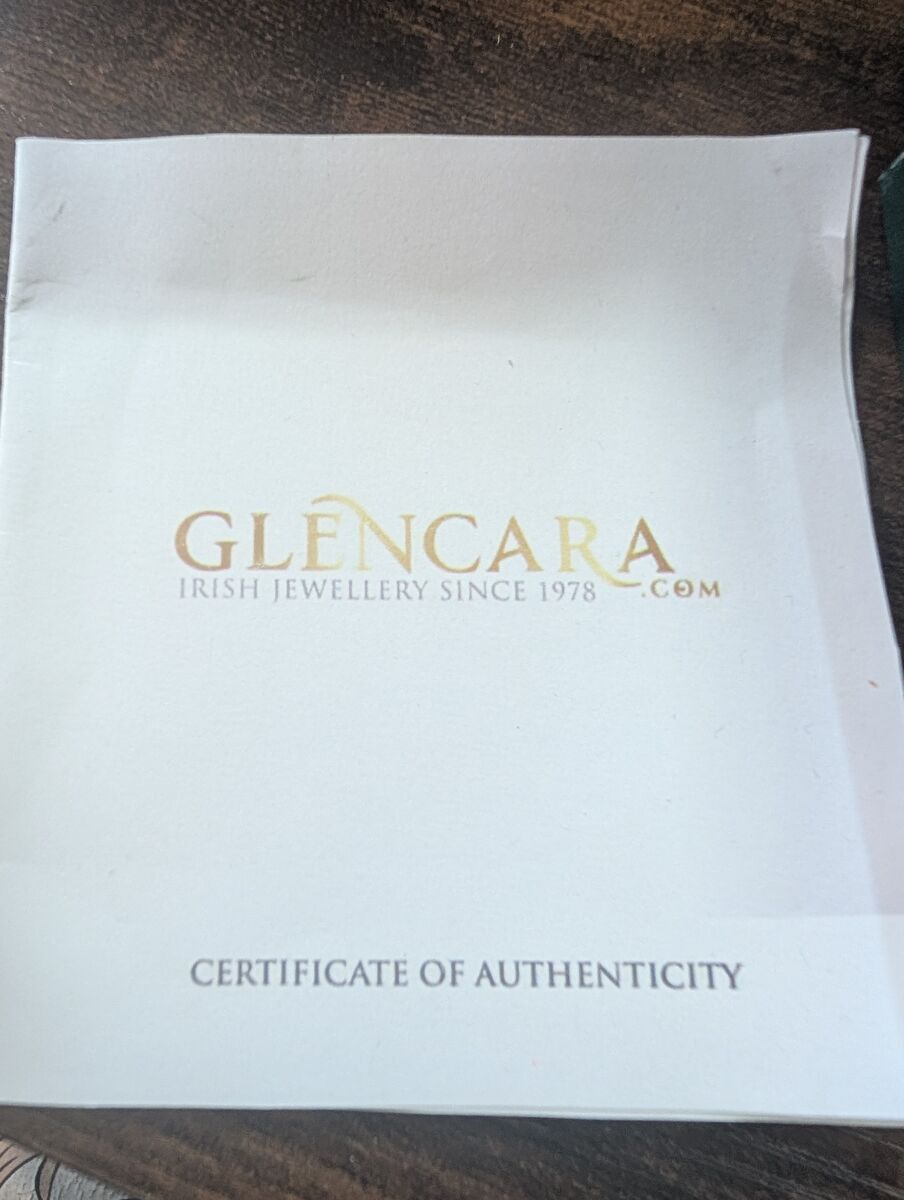 GLENCARA
IRISH JEWELLERY SINCE 1978 .COM
CERTIFICATE OF AUTHENTICITY